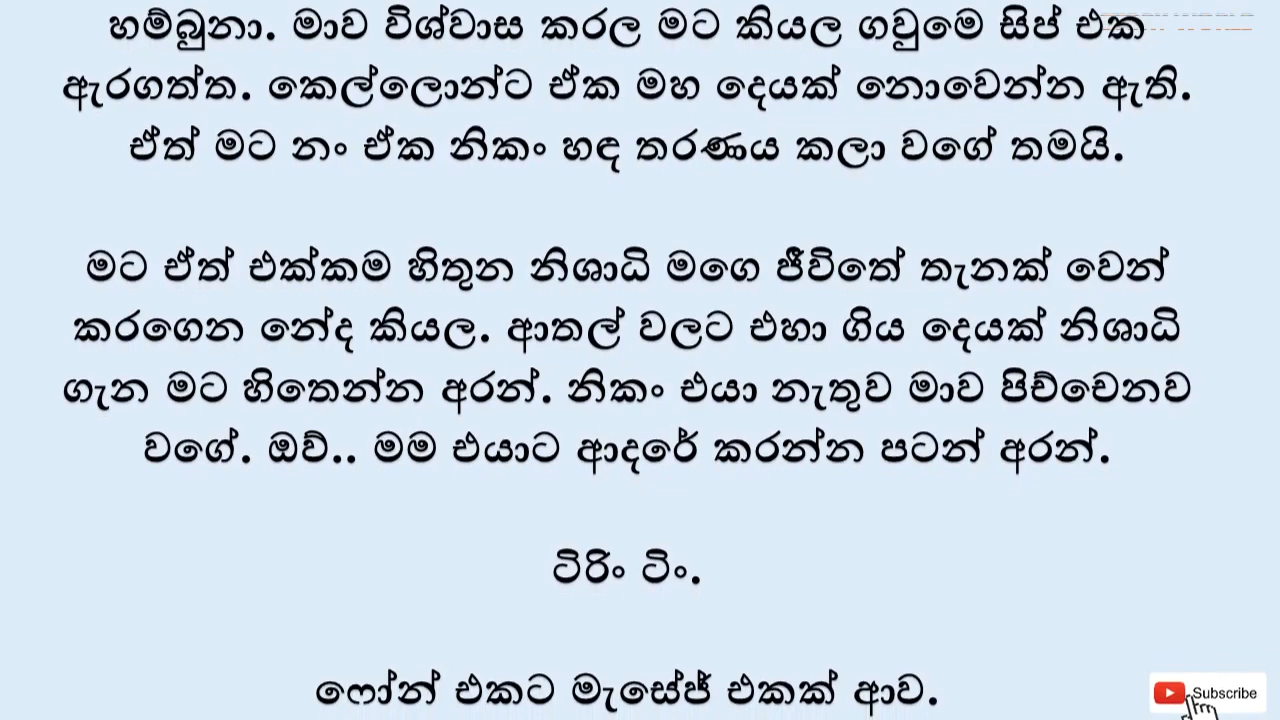 හම්බුනා. මාව විශ්වාස කරල මට කියල ගවුමෙ සිප් එක
ඇරගත්ත. කෙල්ලොන්ට ඒක මහ දෙයක් නොවෙන්න ඇති.
ඒත් මට නං ඒක නිකං හඳ තරණය කලා වගේ තමයි.
මට ඒත් එක්කම හිතුන නිශාධි මගෙ ජීවිතේ තැනක් වෙන්
කරගෙන නේද කියල. ආතල් වලට එහා ගිය දෙයක් නිශාධි
ගැන මට හිතෙන්න අරන්. නිකං එයා නැතුව මාව පිච්චෙනව
වගේ. ඔව්.. මම එයාට ආදරේ කරන්න පටන් අරන්.
ටිරිං ටිං.
ෆෝන් එකට මැසේජ් එකක් ආව.
Subscribe